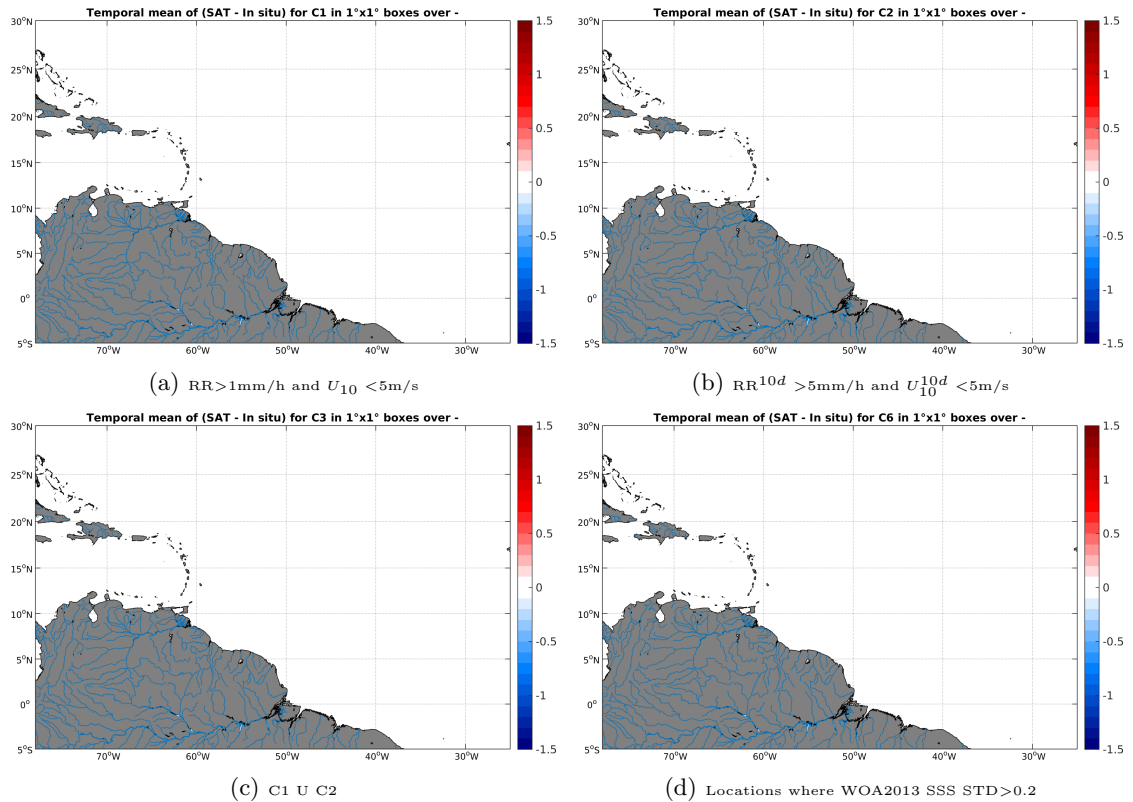 Temporal mean of (SAT - In situ) for C1 in 1°x1° boxes over -
30°N
25°N
20°N
15°N
10°N
5°N
0°
5°S
70°W 60°W 50°W 40°W 30°W
1.5
1
0.5
0
-0.5
-1
-1.5
(a) RR>1mm/h and U10 <5m/s
Temporal mean of (SAT - In situ) for C2 in 1°x1° boxes over -
30°N
25°N
20°N
15°N
10°N
5°N
0°
5°S
70°W 60°W 50°W 40°W 30°W
1.5
1
0.5
0
-0.5
-1
-1.5
(b) RR10d >5mm/h and U10d10 <5m/s
Temporal mean of (SAT - In situ) for C3 in 1°x1° boxes over -
30°N
25°N
20°N
15°N
10°N
5°N
0°
5°S
70°W 60°W 50°W 40°W 30°W
1.5
1
0.5
0
-0.5
-1
-1.5
(c) C1 U C2
Temporal mean of (SAT - In situ) for C6 in 1°x1° boxes over -
30°N
25°N
20°N
15°N
10°N
5°N
0°
5°S
70°W 60°W 50°W 40°W 30°W
1.5
1
0.5
0
-0.5
-1
-1.5
(d) Locations where WOA2013 SSS STD>0.2